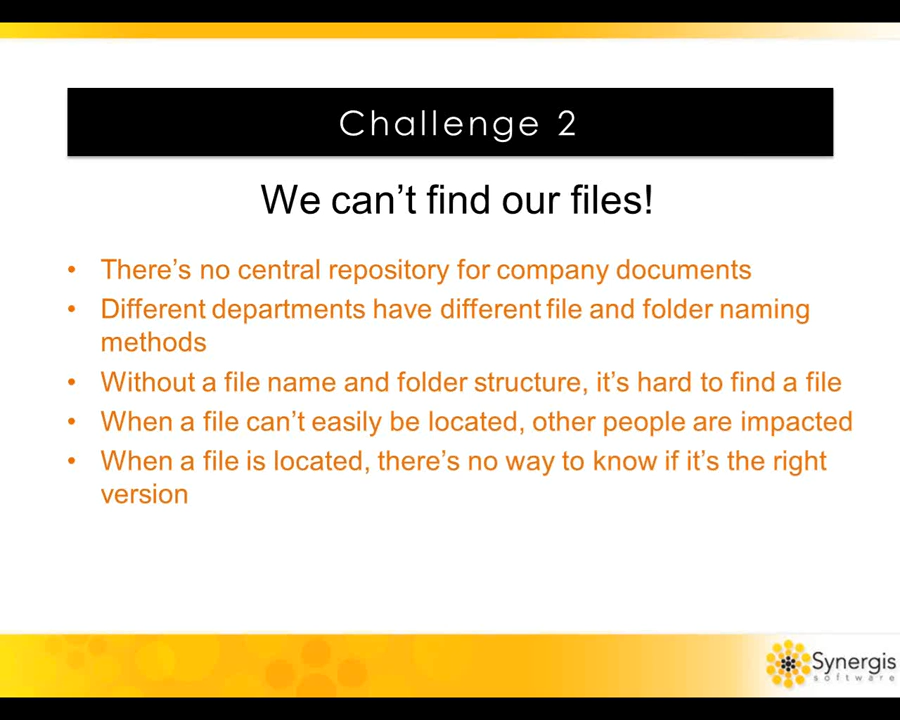 Challenge 2
We can’t find our files!
• There’s no central repository for company documents
• Different departments have different file and folder naming
methods
• Without a file name and folder structure, it’s hard to find a file
• When a file can’t easily be located, other people are impacted
• When a file is located, there’s no way to know if it’s the right
version
Synergis
software